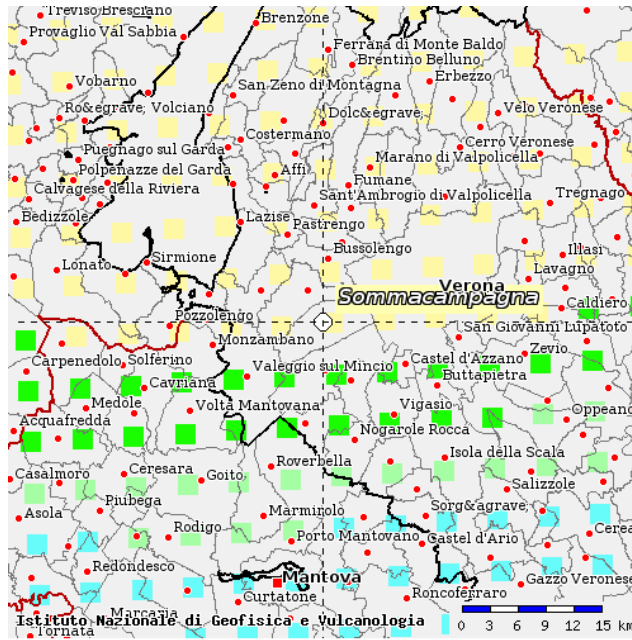 Treviso Bresciano
Brenzone
Provaglio Val Sabbia
Ferrara di Monte Baldo
Brentino Belluno
Erbezzo
Vobarno
San Zeno di Montagna
Ro&egrave; Volciano
Dolc&egrave;
Velo Veronese
Costermano
Cerro Veronese
Puegnago sul Garda
Marano di Valpolicella
Polpenazze del Garda
Affi
Fumane
Calvagese della Riviera
Sant'Ambrogio di Valpolicella
Tregnago
Bedizzole
Lazise
Pastrengo
Bussolengo
Illasi
Lonato
Sirmione
Lavagno
Verona
Sommacampagna
Caldiero
Pozzolengo
San Giovanni Lupatoto
Monzambano
Zevio
Carpenedolo
Solferino
Castel d'Azzano
Valeggio sul Mincio
Buttapietra
Cavriana
Medole
Volta Mantovana
Vigasio
Oppeano
Acquafredda
Nogarole Rocca
Isola della Scala
Casalmoro
Ceresara
Goito
Roverbella
Salizzole
Asola
Piubega
Marmirolo
Sorg&agrave;
Rodigo
Porto Mantovano
Castel d'Ario
Cerea
Redondesco
Mantova
Gazzo Veronese
Marcaria
Curtatone
Roncoferraro
Istituto Nazionale di Geofisica e Vulcanologia
Tornata
0 3 6 9 12 15 km